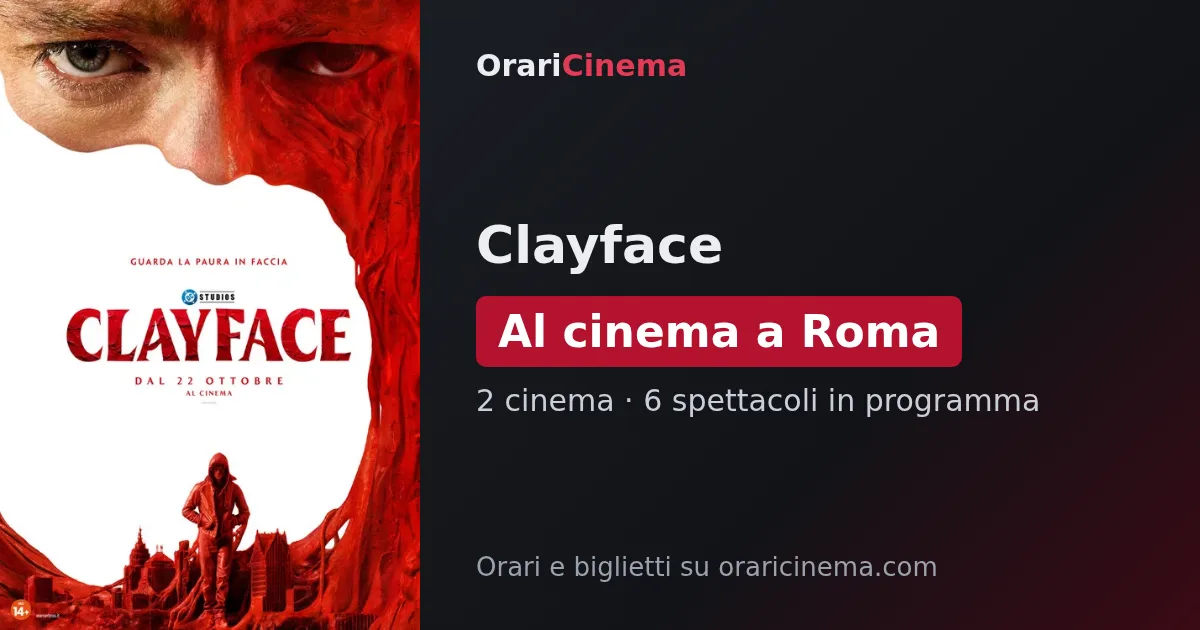 GUARDA LA PAURA IN FACCIA
DC STUDIOS
CLAYFACE
DAL 22 OTTOBRE
AL CINEMA
14+
OrariCinema
Clayface
Al cinema a Roma
2 cinema · 6 spettacoli in programma
Orari e biglietti su oraricinema.com